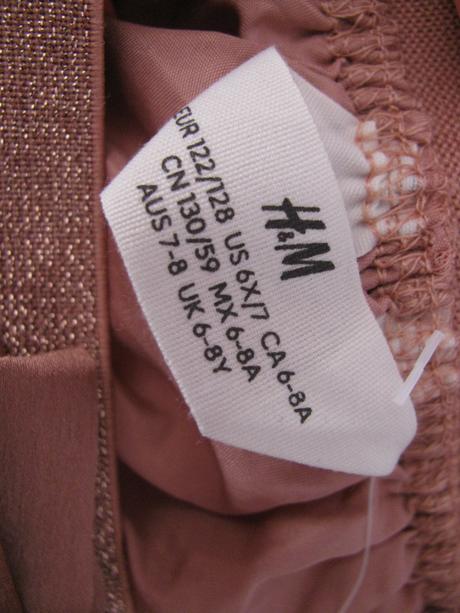 H&M
EUR 122/128 US 6X/7 CA 6-8A
CN 130/59 MX 6-8A
AUS 7-8 UK 6-8Y